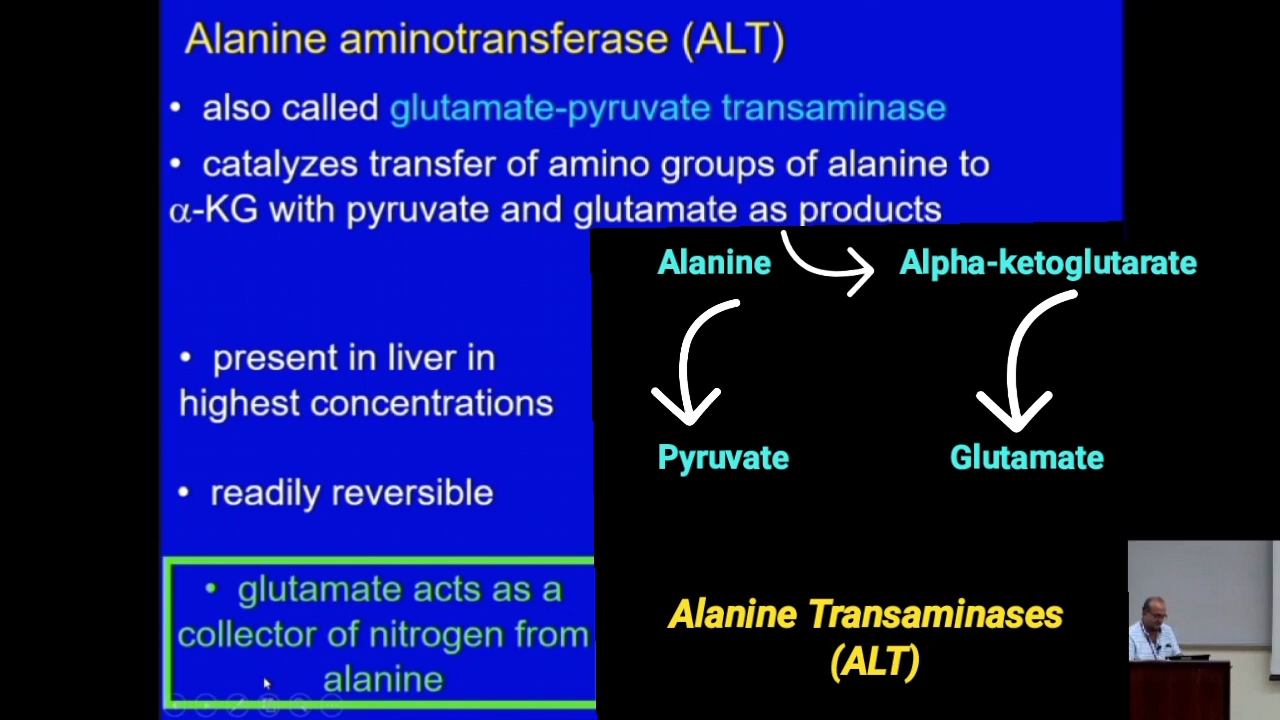 Alanine aminotransferase (ALT)
• also called glutamate-pyruvate transaminase
• catalyzes transfer of amino groups of alanine to
α-KG with pyruvate and glutamate as products
• present in liver in
highest concentrations
• readily reversible
• glutamate acts as a
collector of nitrogen from
alanine
Alanine
Alpha-ketoglutarate
Pyruvate
Glutamate
Alanine Transaminases
(ALT)